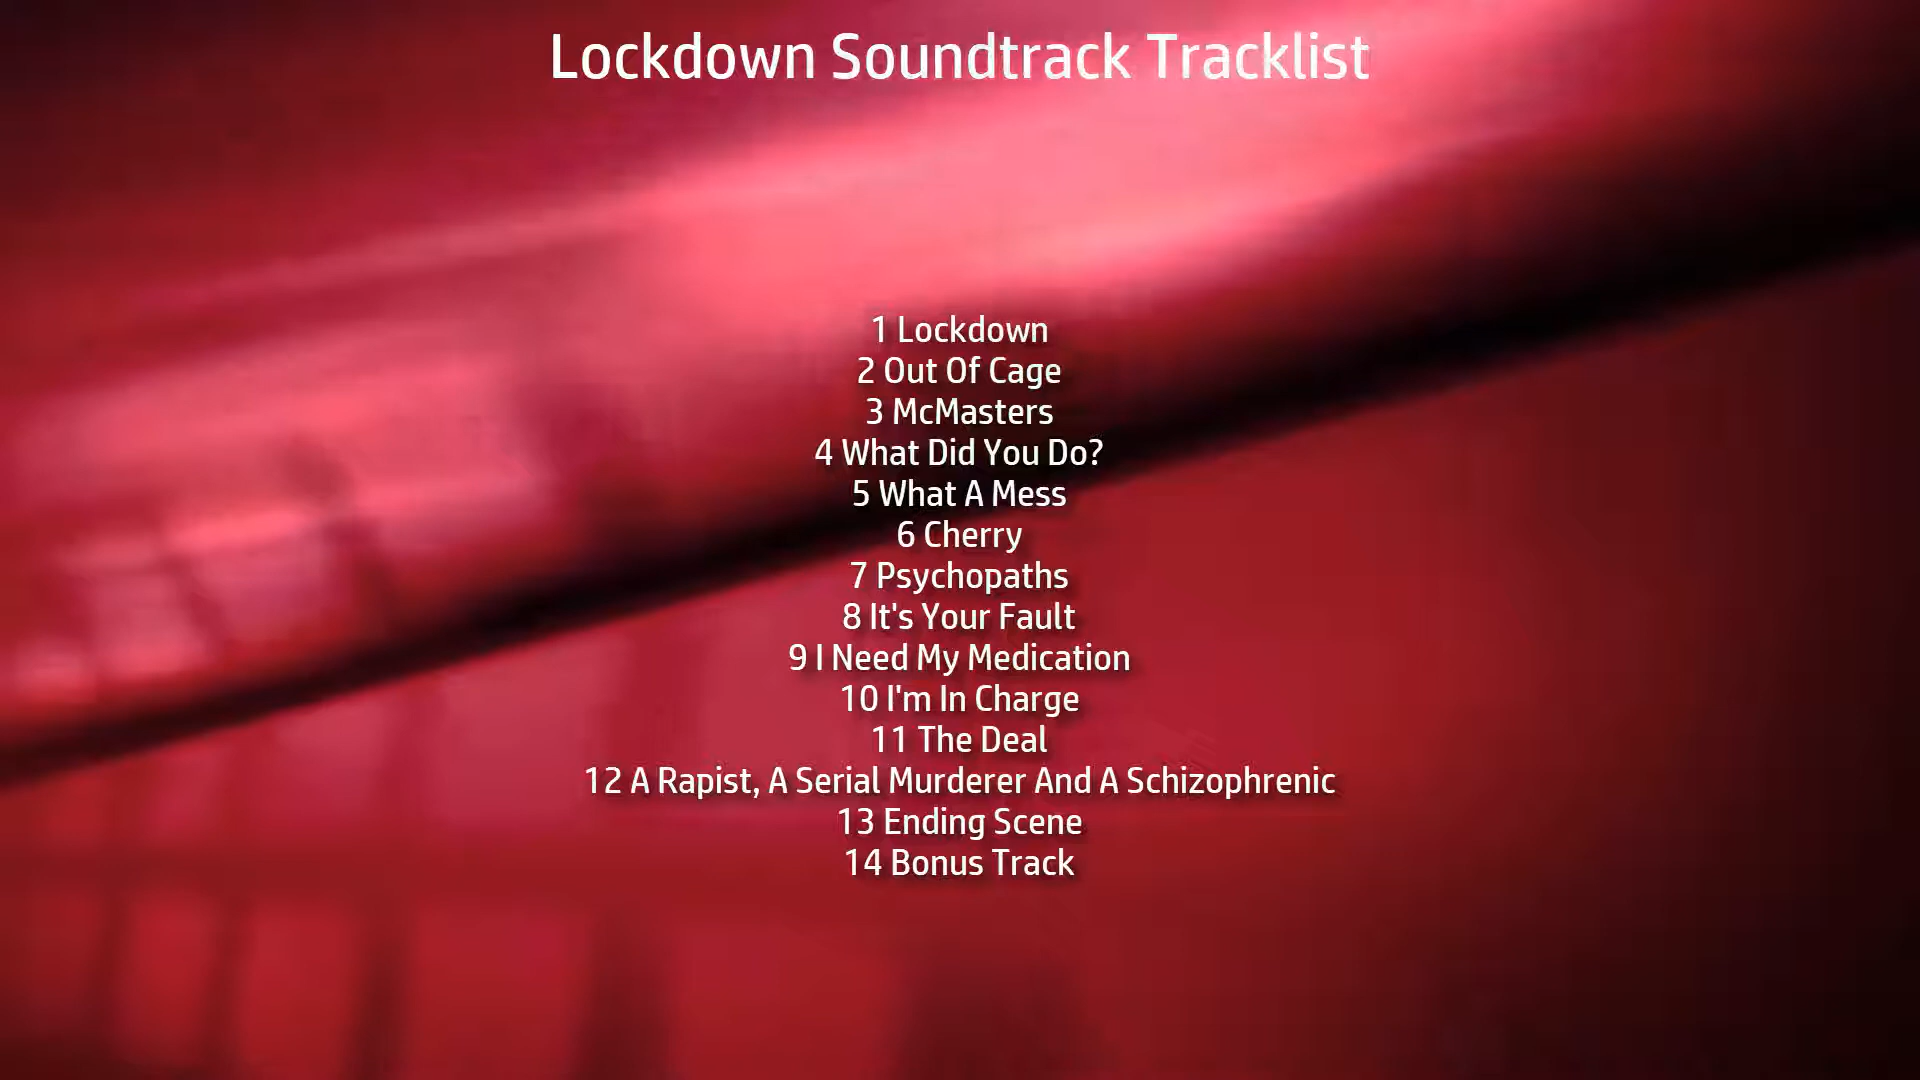 Lockdown Soundtrack Tracklist
1 Lockdown
2 Out Of Cage
3 McMasters
4 What Did You Do?
5 What A Mess
6 Cherry
7 Psychopaths
8 It's Your Fault
9 I Need My Medication
10 I'm In Charge
11 The Deal
12 A Rapist, A Serial Murderer And A Schizophrenic
13 Ending Scene
14 Bonus Track